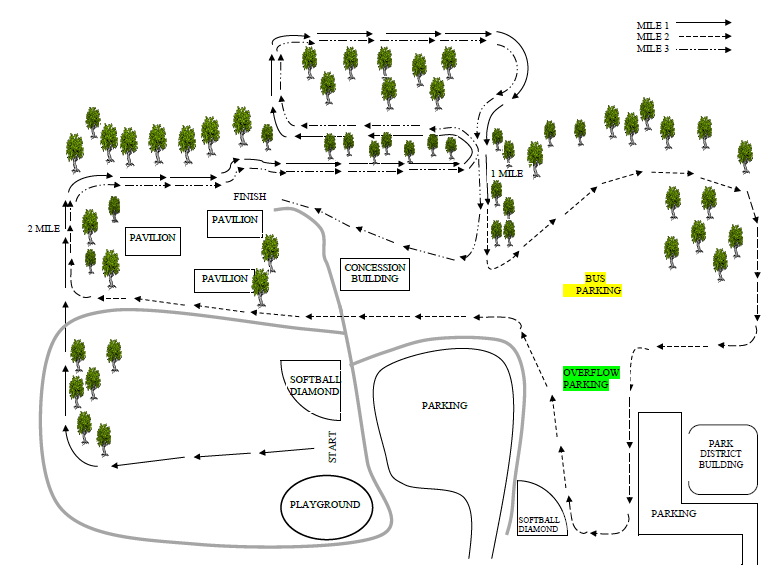 MILE 1
MILE 2
MILE 3
1 MILE
FINISH
PAVILION
2 MILE
PAVILION
PAVILION
CONCESSION
BUILDING
BUS
PARKING
OVERFLOW
PARKING
SOFTBALL
DIAMOND
PARKING
START
PARK
DISTRICT
BUILDING
PLAYGROUND
SOFTBALL
DIAMOND
PARKING